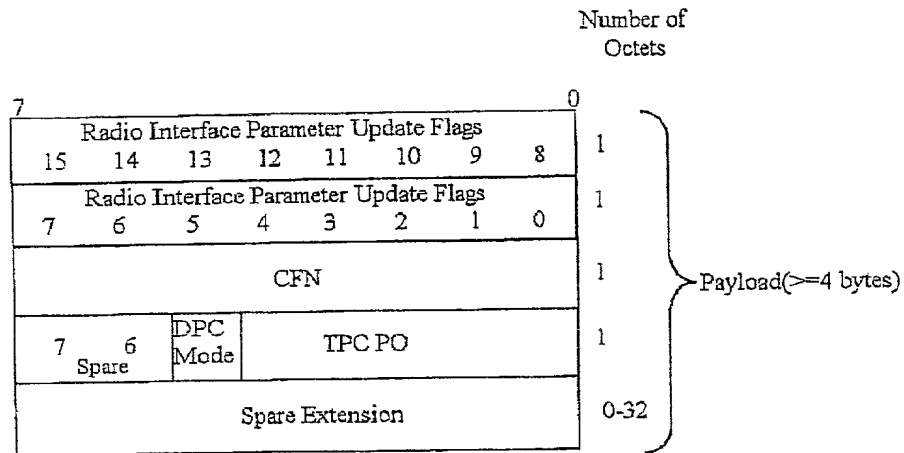 Number of
Octets
7 0
Radio Interface Parameter Update Flags
15 14 13 12 11 10 9 8
1
Radio Interface Parameter Update Flags
7 6 5 4 3 2 1 0
1
CFN
1
Payload(>=4 bytes)
7 6
Spare
DPC
Mode
TPC PO
1
Spare Extension
0-32